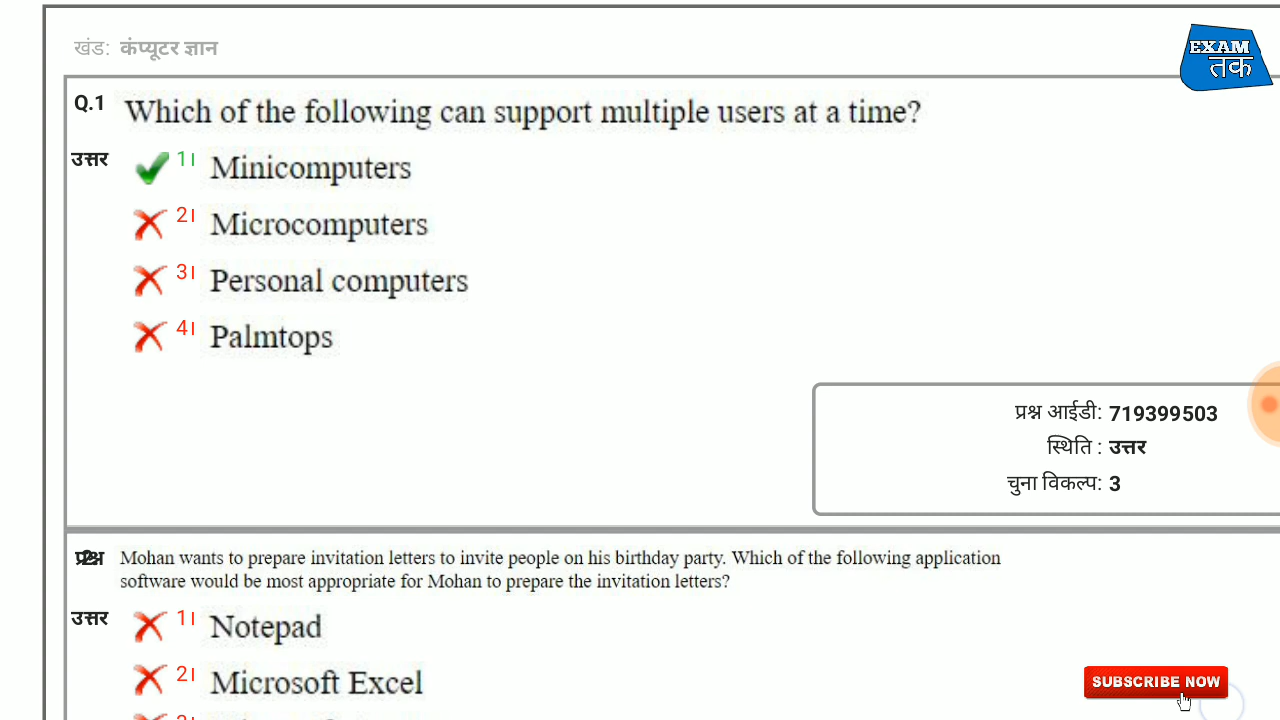 खंड: कंप्यूटर ज्ञान
EXAM
तक
Q.1 Which of the following can support multiple users at a time?
उत्तर 1। Minicomputers
2। Microcomputers
3। Personal computers
4। Palmtops
प्रश्न आईडी: 719399503
स्थिति : उत्तर
चुना विकल्प: 3
Mohan wants to prepare invitation letters to invite people on his birthday party. Which of the following application
software would be most appropriate for Mohan to prepare the invitation letters?
उत्तर 1। Notepad
2। Microsoft Excel
SUBSCRIBE NOW